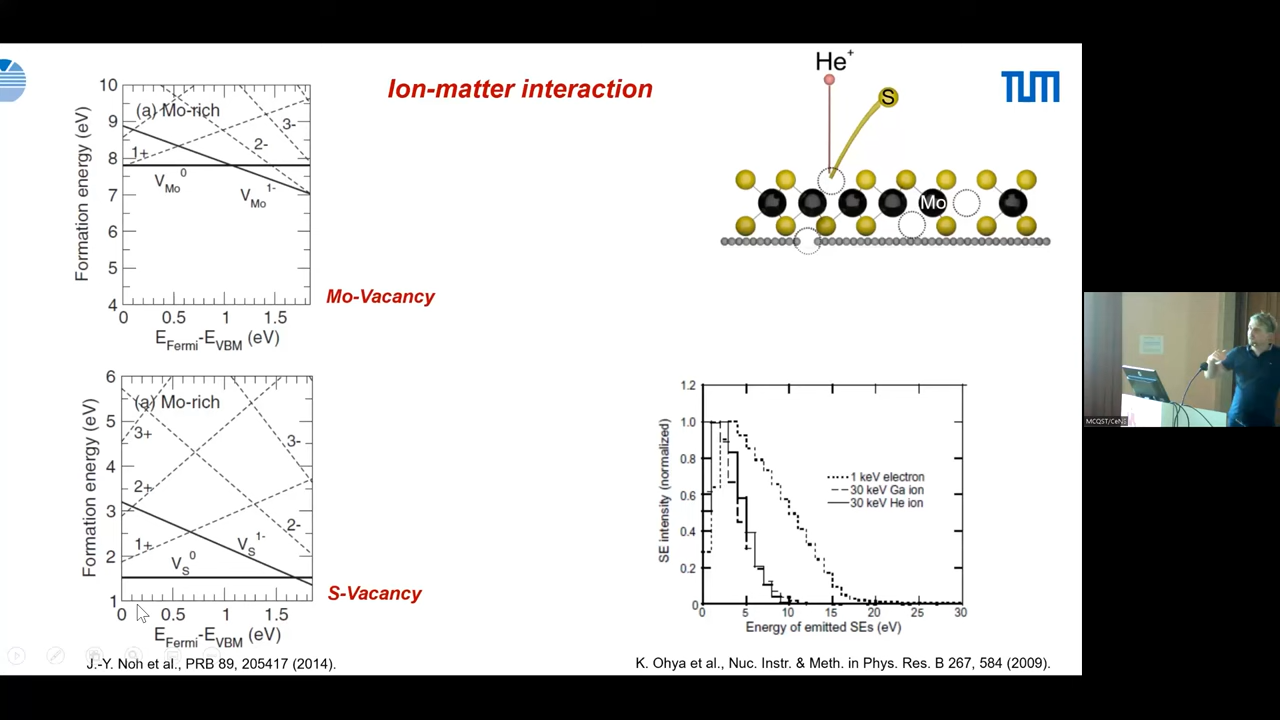 Ion-matter interaction
TUM
10
9
8
7
6
5
4
Formation energy (eV)
(a) Mo-rich
1+
2-
3-
V_Mo^0
V_Mo^1-
0 0.5 1 1.5
E_Fermi-E_VBM (eV)
Mo-Vacancy
6
5
4
3
2
1
Formation energy (eV)
(a) Mo-rich
3+
2+
1+
3-
2-
V_S^0
V_S^1-
0 0.5 1 1.5
E_Fermi-E_VBM (eV)
S-Vacancy
J.-Y. Noh et al., PRB 89, 205417 (2014).
He+
S
Mo
1.2
1.0
0.8
0.6
0.4
0.2
0
SE intensity (normalized)
1 keV electron
30 keV Ga ion
30 keV He ion
0 5 10 15 20 25 30
Energy of emitted SEs (eV)
K. Ohya et al., Nuc. Instr. & Meth. in Phys. Res. B 267, 584 (2009).
MCQST/CeNS